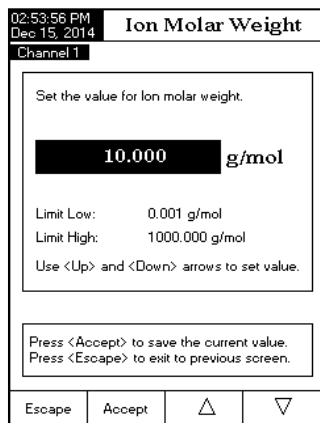 02:53:56 PM
Dec 15, 2014
Ion Molar Weight
Channel 1
Set the value for Ion molar weight.
10.000 g/mol
Limit Low: 0.001 g/mol
Limit High: 1000.000 g/mol
Use <Up> and <Down> arrows to set value.
Press <Accept> to save the current value.
Press <Escape> to exit to previous screen.
Escape Accept